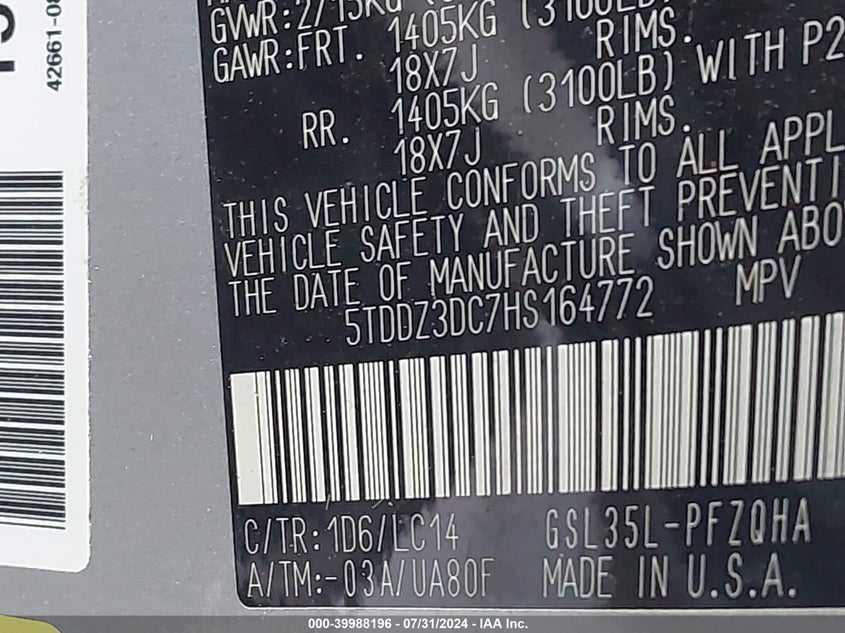 42661-08
GVWR:2715KG
GAWR:FRT. 1405KG (3100LB)
18X7J RIMS. WITH P2
RR. 1405KG (3100LB)
18X7J RIMS.
THIS VEHICLE CONFORMS TO ALL APPL
VEHICLE SAFETY AND THEFT PREVENTI
THE DATE OF MANUFACTURE SHOWN ABO
5TDDZ3DC7HS164772 MPV
C/TR:1D6/LC14 GSL35L-PFZQHA
A/TM:-03A/UA80F MADE IN U.S.A.
000-39988196 - 07/31/2024 - IAA Inc.